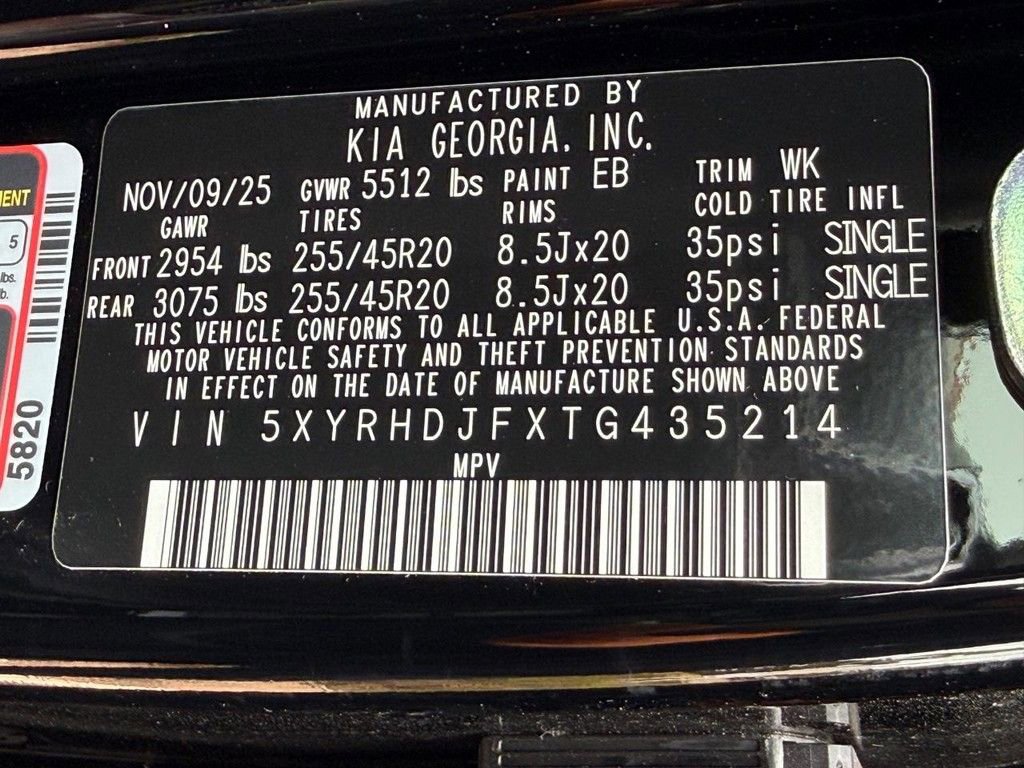 MANUFACTURED BY
KIA GEORGIA, INC.
NOV/09/25 GVWR 5512 lbs PAINT EB TRIM WK
GAWR TIRES RIMS COLD TIRE INFL
FRONT 2954 lbs 255/45R20 8.5Jx20 35psi SINGLE
REAR 3075 lbs 255/45R20 8.5Jx20 35psi SINGLE
THIS VEHICLE CONFORMS TO ALL APPLICABLE U.S.A. FEDERAL
MOTOR VEHICLE SAFETY AND THEFT PREVENTION STANDARDS
IN EFFECT ON THE DATE OF MANUFACTURE SHOWN ABOVE
VIN 5XYRHDJFXTG435214
MPV
5
lbs.
5820